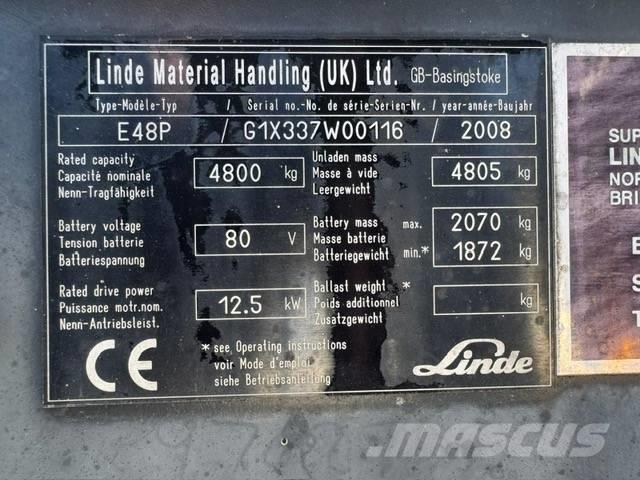 Linde Material Handling (UK) Ltd. GB-Basingstoke
Type-Modèle-Typ / Serial no.-No. de série-Serien-Nr. / year-année-Baujahr
E48P / G1X337W00116 / 2008
Rated capacity
Capacité nominale
Nenn-Tragfähigkeit
4800 kg
Unladen mass
Masse à vide
Leergewicht
4805 kg
Battery voltage
Tension batterie
Batteriespannung
80 V
Battery mass
Masse batterie
Batteriegewicht
max. 2070 kg
min.* 1872 kg
Rated drive power
Puissance motr.nom.
Nenn-Antriebsleist.
12.5 kW
Ballast weight *
Poids additionnel
Zusatzgewicht
kg
* see Operating instructions
voir Mode d'emploi
siehe Betriebsanleitung
CE
Linde
SUP
LIN
NOR
BRI
E
S
T
MASCUS